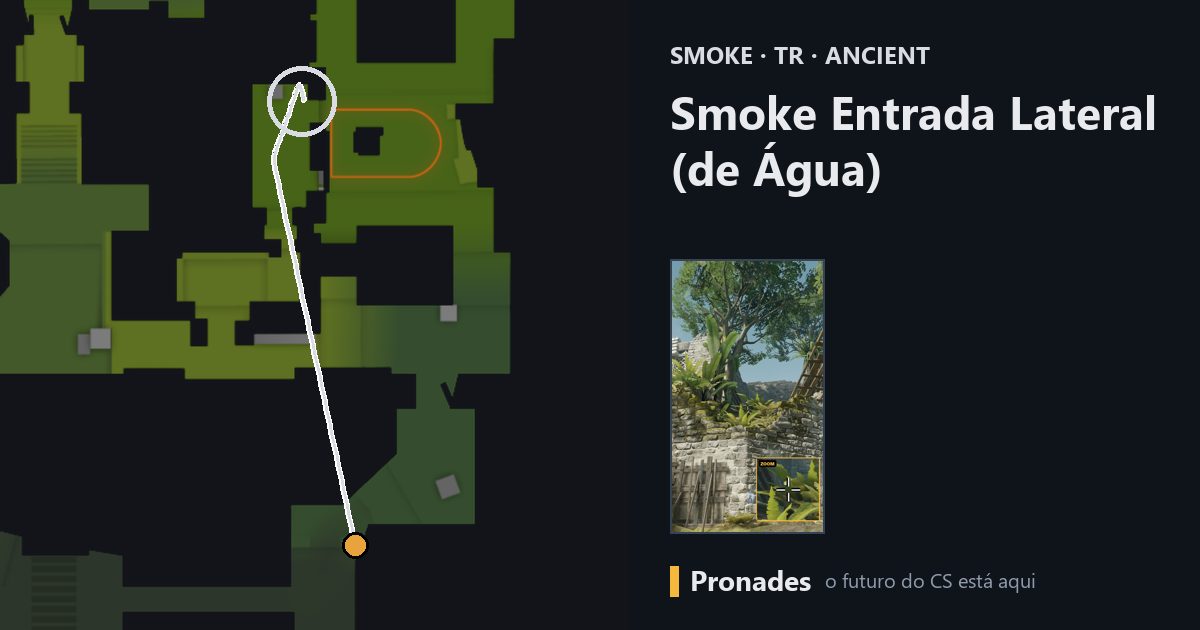 SMOKE · TR · ANCIENT
Smoke Entrada Lateral
(de Água)
ZOOM
Pronades o futuro do CS está aqui